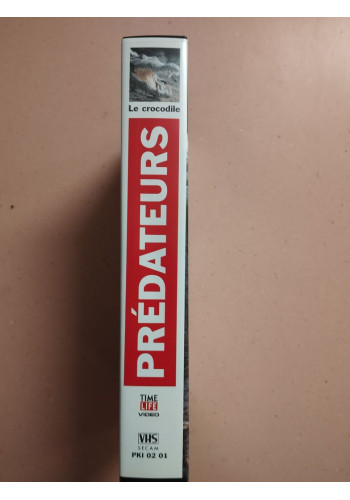 Le crocodile
PRÉDATEURS
TIME
LIFE
VIDEO
VHS
SECAM
PKI 02 01